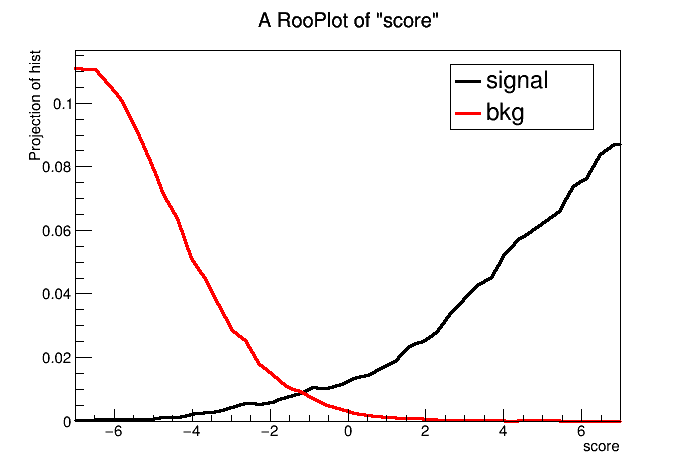 A RooPlot of "score"
Projection of hist
signal
bkg
0.1
0.08
0.06
0.04
0.02
0
−6
−4
−2
0
2
4
6
score